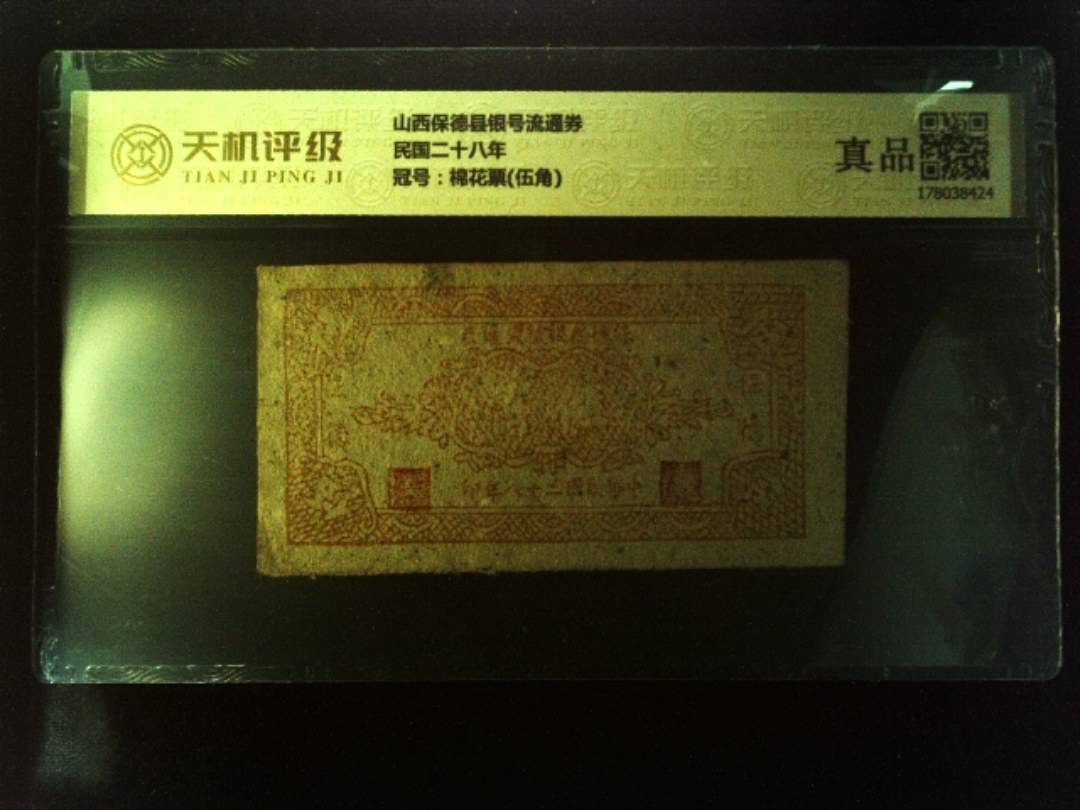 天机评级
TIAN JI PING JI
山西保德县银号流通券
民国二十八年
冠号：棉花票(伍角)
真品
178038424